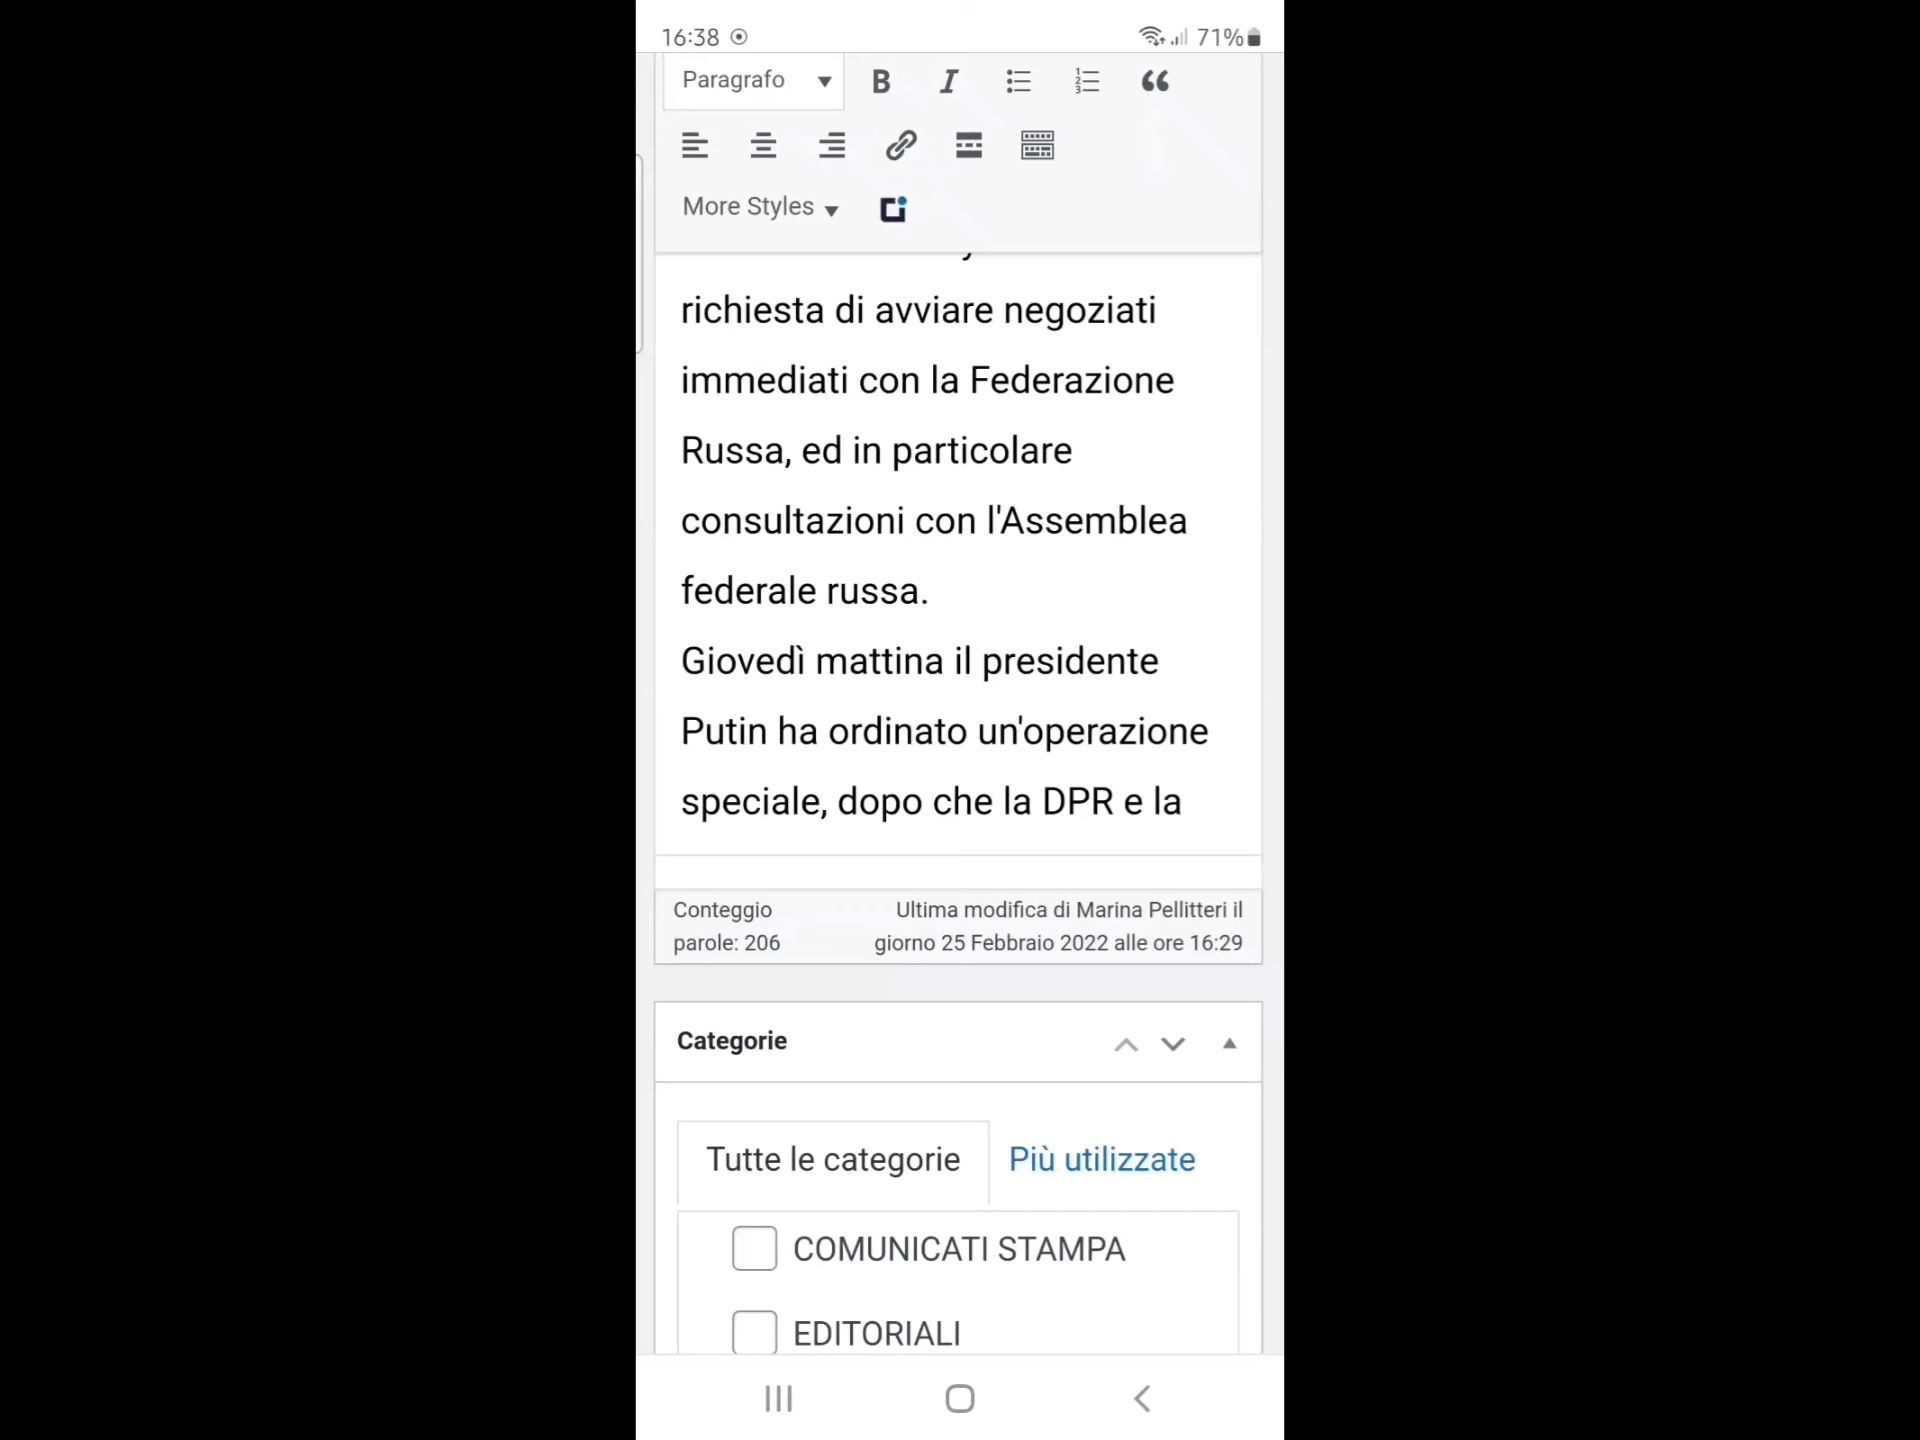 16:38
71%
Paragrafo
B
I
More Styles
richiesta di avviare negoziati
immediati con la Federazione
Russa, ed in particolare
consultazioni con l'Assemblea
federale russa.
Giovedì mattina il presidente
Putin ha ordinato un'operazione
speciale, dopo che la DPR e la
Conteggio
parole: 206
Ultima modifica di Marina Pellitteri il
giorno 25 Febbraio 2022 alle ore 16:29
Categorie
Tutte le categorie
Più utilizzate
COMUNICATI STAMPA
EDITORIALI